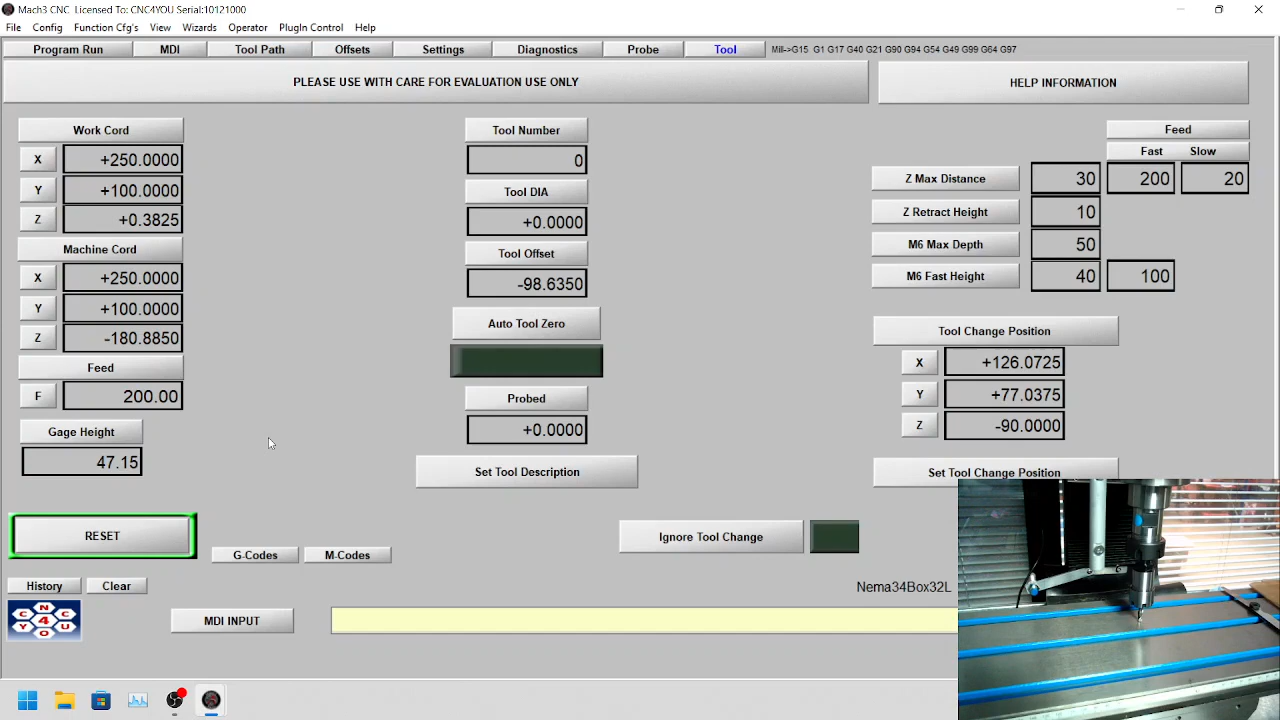 Mach3 CNC Licensed To: CNC4YOU Serial:10121000
File Config Function Cfg's View Wizards Operator PlugIn Control Help
Program Run MDI Tool Path Offsets Settings Diagnostics Probe Tool Mill->G15 G1 G17 G40 G21 G90 G94 G54 G49 G99 G64 G97
PLEASE USE WITH CARE FOR EVALUATION USE ONLY
HELP INFORMATION
Work Cord
X +250.0000
Y +100.0000
Z +0.3825
Machine Cord
X +250.0000
Y +100.0000
Z -180.8850
Feed
F 200.00
Gage Height
47.15
RESET
G-Codes M-Codes
History Clear
CNC
4
YOU
MDI INPUT
Tool Number
0
Tool DIA
+0.0000
Tool Offset
-98.6350
Auto Tool Zero
Probed
+0.0000
Set Tool Description
Ignore Tool Change
Feed
Fast Slow
Z Max Distance 30 200 20
Z Retract Height 10
M6 Max Depth 50
M6 Fast Height 40 100
Tool Change Position
X +126.0725
Y +77.0375
Z -90.0000
Set Tool Change Position
Nema34Box32L